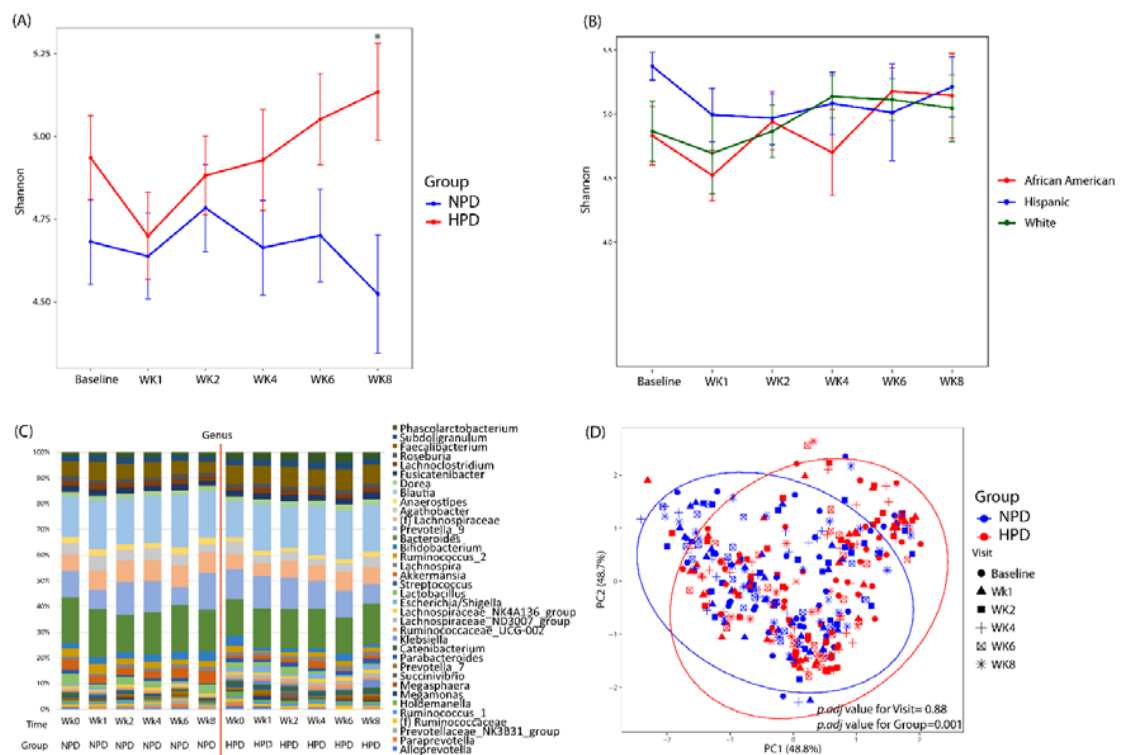 (A)
5.25
5.00
4.75
4.50
Shannon
*
Baseline WK1 WK2 WK4 WK6 WK8
Group
NPD
HPD
(B)
5.5
5.0
4.5
4.0
Shannon
Baseline WK1 WK2 WK4 WK6 WK8
African American
Hispanic
White
(C)
Genus
100%
90%
80%
70%
60%
50%
40%
30%
20%
10%
0%
Time Wk0 Wk1 Wk2 Wk4 Wk6 Wk8 Wk0 Wk1 Wk2 Wk4 Wk6 Wk8
Group NPD NPD NPD NPD NPD NPD HPD HPD HPD HPD HPD HPD
Phascolarctobacterium
Subdoligranulum
Faecalibacterium
Roseburia
Lachnoclostridium
Fusicatenibacter
Dorea
Blautia
Anaerostipes
Agathobacter
(f) Lachnospiraceae
Prevotella_9
Bacteroides
Bifidobacterium
Ruminococcus_2
Lachnospira
Akkermansia
Streptococcus
Lactobacillus
Escherichia/Shigella
Lachnospiraceae_NK4A136_group
Lachnospiraceae_ND3007_group
Ruminococcaceae_UCG-002
Klebsiella
Catenibacterium
Parabacteroides
Prevotella_7
Succinivibrio
Megasphaera
Megamonas
Holdemanella
Ruminococcus_1
(f) Ruminococcaceae
Prevotellaceae_NK3B31_group
Paraprevotella
Alloprevotella
(D)
2
1
0
-1
-2
PC2 (48.7%)
-2 -1 0 1 2
PC1 (48.8%)
p.adj value for Visit= 0.88
p.adj value for Group=0.001
Group
NPD
HPD
Visit
Baseline
Wk1
WK2
WK4
WK6
WK8